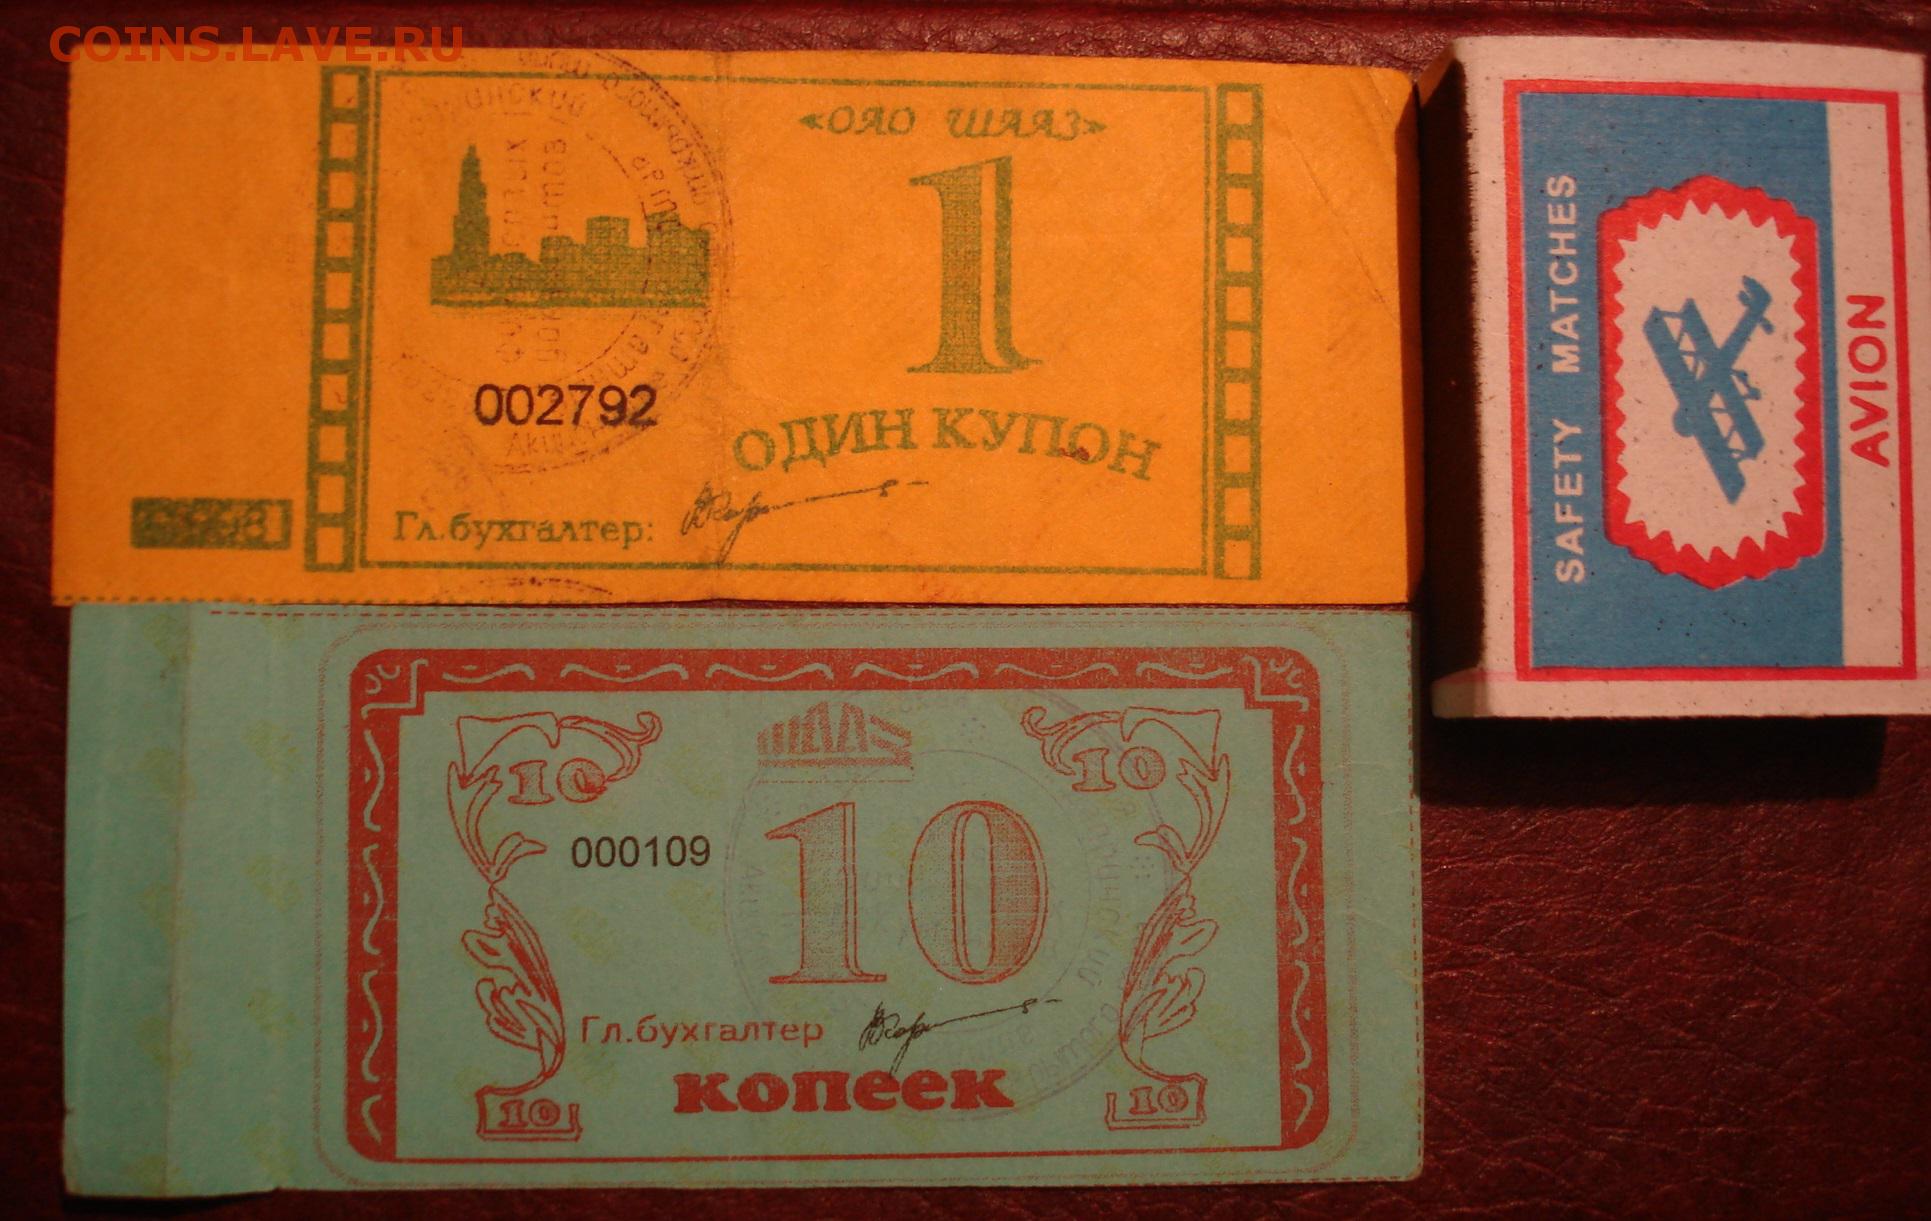 COINS.LAVE.RU
«ОАО ШААЗ»
1
002792
ОДИН КУПОН
Гл.бухгалтер:
ШААЗ
10
10
000109
10
Гл.бухгалтер
копеек
10
10
SAFETY MATCHES
AVION